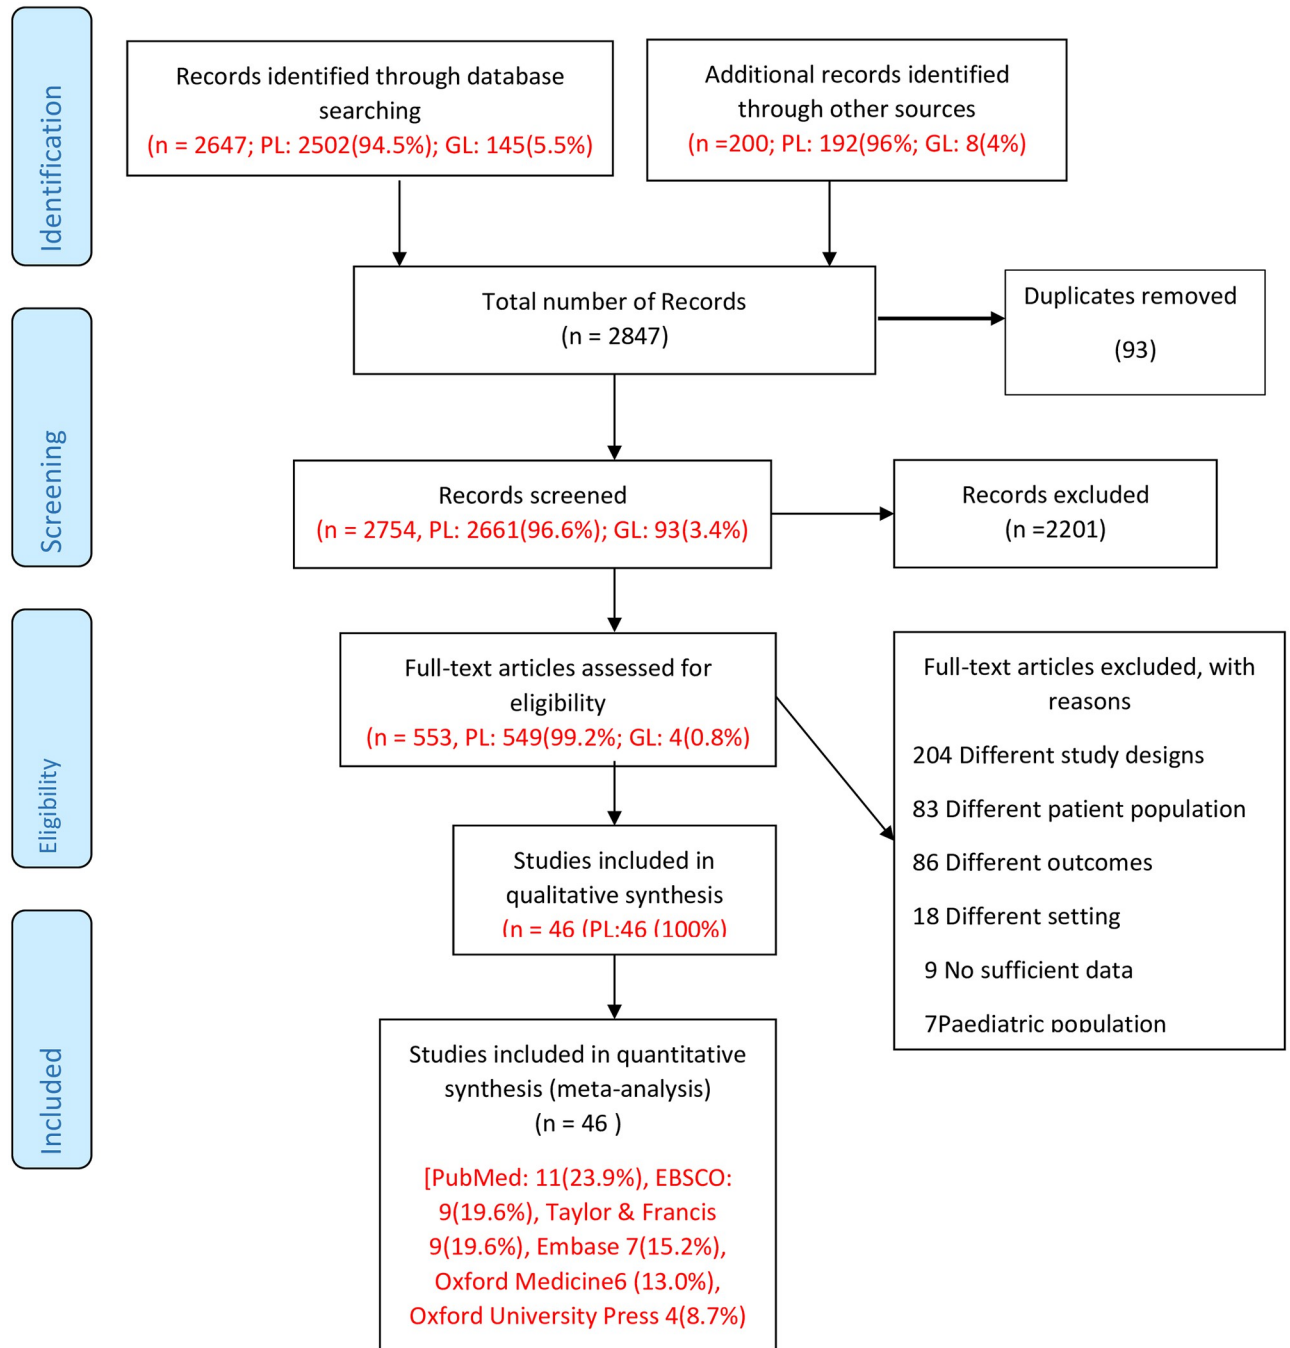 Identification
Records identified through database
searching
(n = 2647; PL: 2502(94.5%); GL: 145(5.5%)
Additional records identified
through other sources
(n =200; PL: 192(96%; GL: 8(4%)
Total number of Records
(n = 2847)
Duplicates removed
(93)
Screening
Records screened
(n = 2754, PL: 2661(96.6%); GL: 93(3.4%)
Records excluded
(n =2201)
Eligibility
Full-text articles assessed for
eligibility
(n = 553, PL: 549(99.2%; GL: 4(0.8%)
Full-text articles excluded, with
reasons
204 Different study designs
83 Different patient population
86 Different outcomes
18 Different setting
9 No sufficient data
7Paediatric population
Studies included in
qualitative synthesis
(n = 46 (PL:46 (100%)
Included
Studies included in quantitative
synthesis (meta-analysis)
(n = 46 )
[PubMed: 11(23.9%), EBSCO:
9(19.6%), Taylor & Francis
9(19.6%), Embase 7(15.2%),
Oxford Medicine6 (13.0%),
Oxford University Press 4(8.7%)